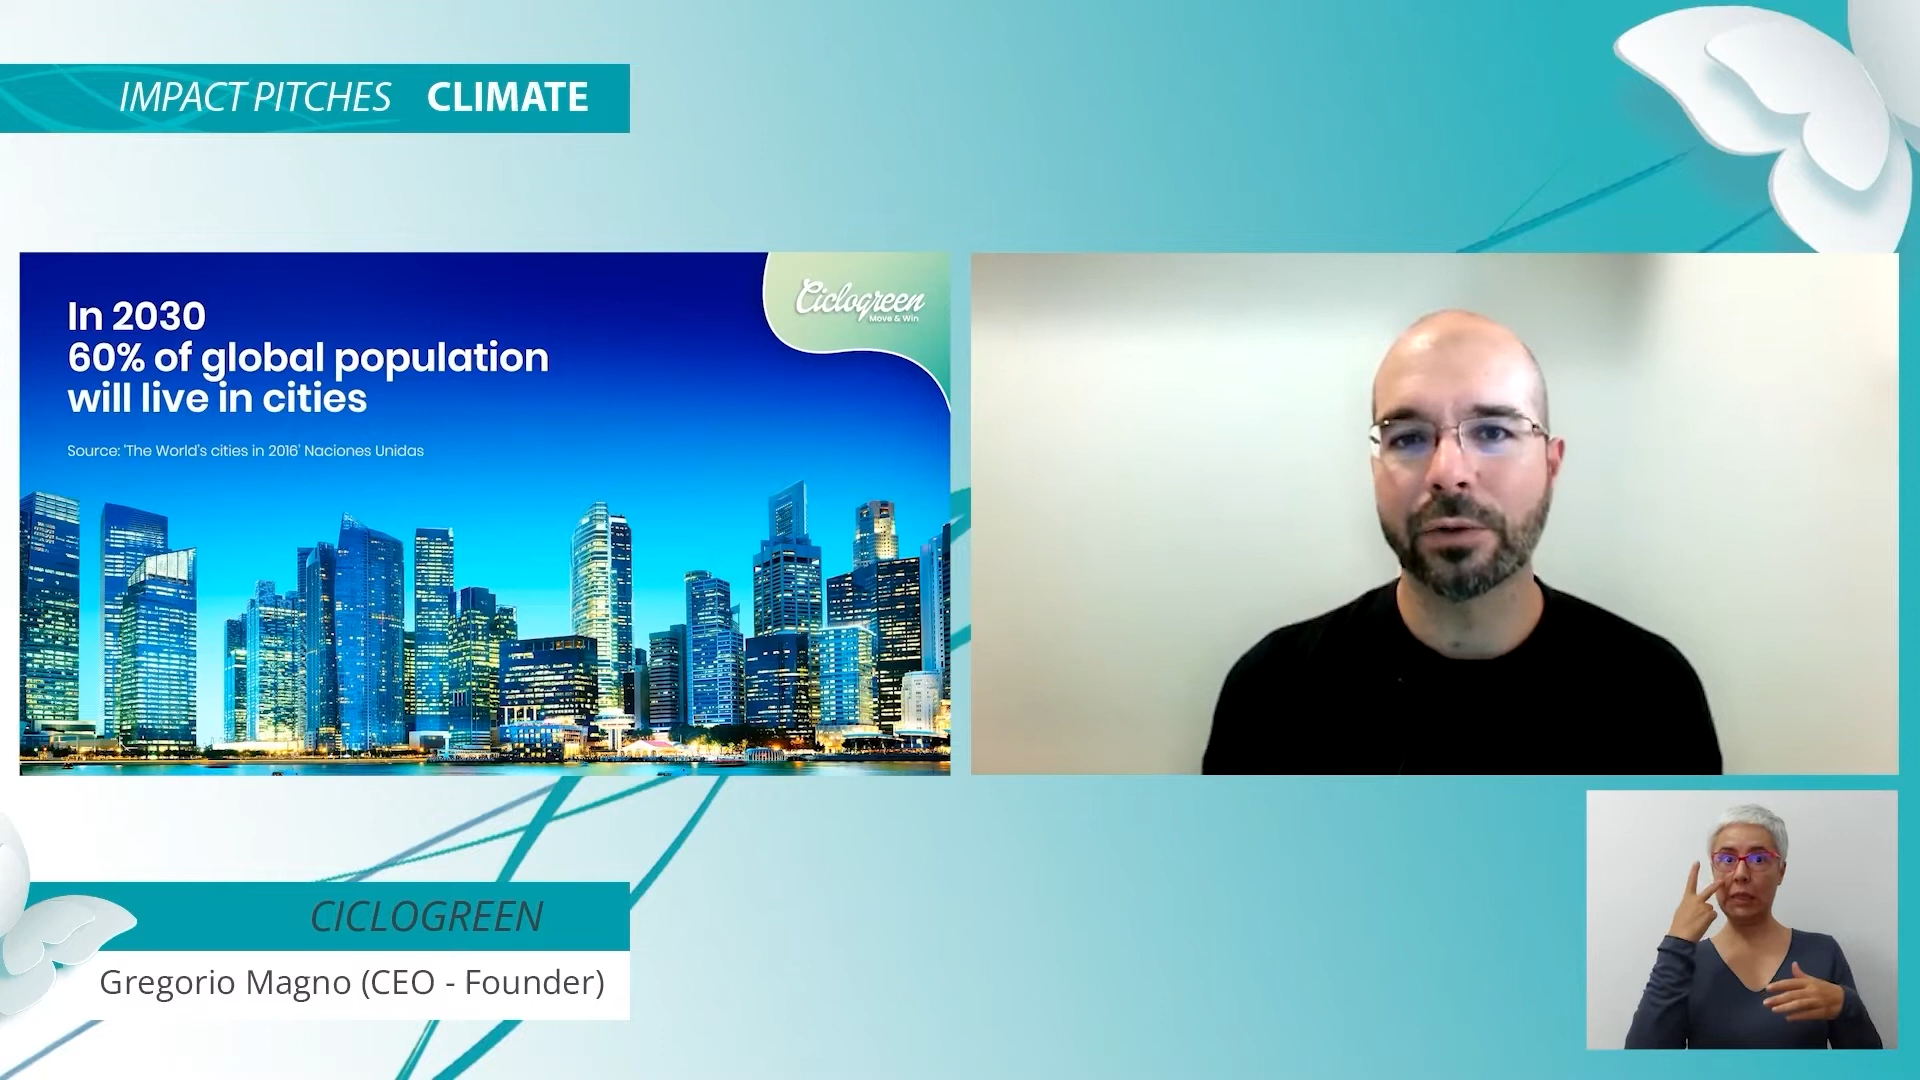 IMPACT PITCHES CLIMATE
In 2030
60% of global population
will live in cities
Source: 'The World's cities in 2016' Naciones Unidas
Ciclogreen
Move & Win
CICLOGREEN
Gregorio Magno (CEO - Founder)